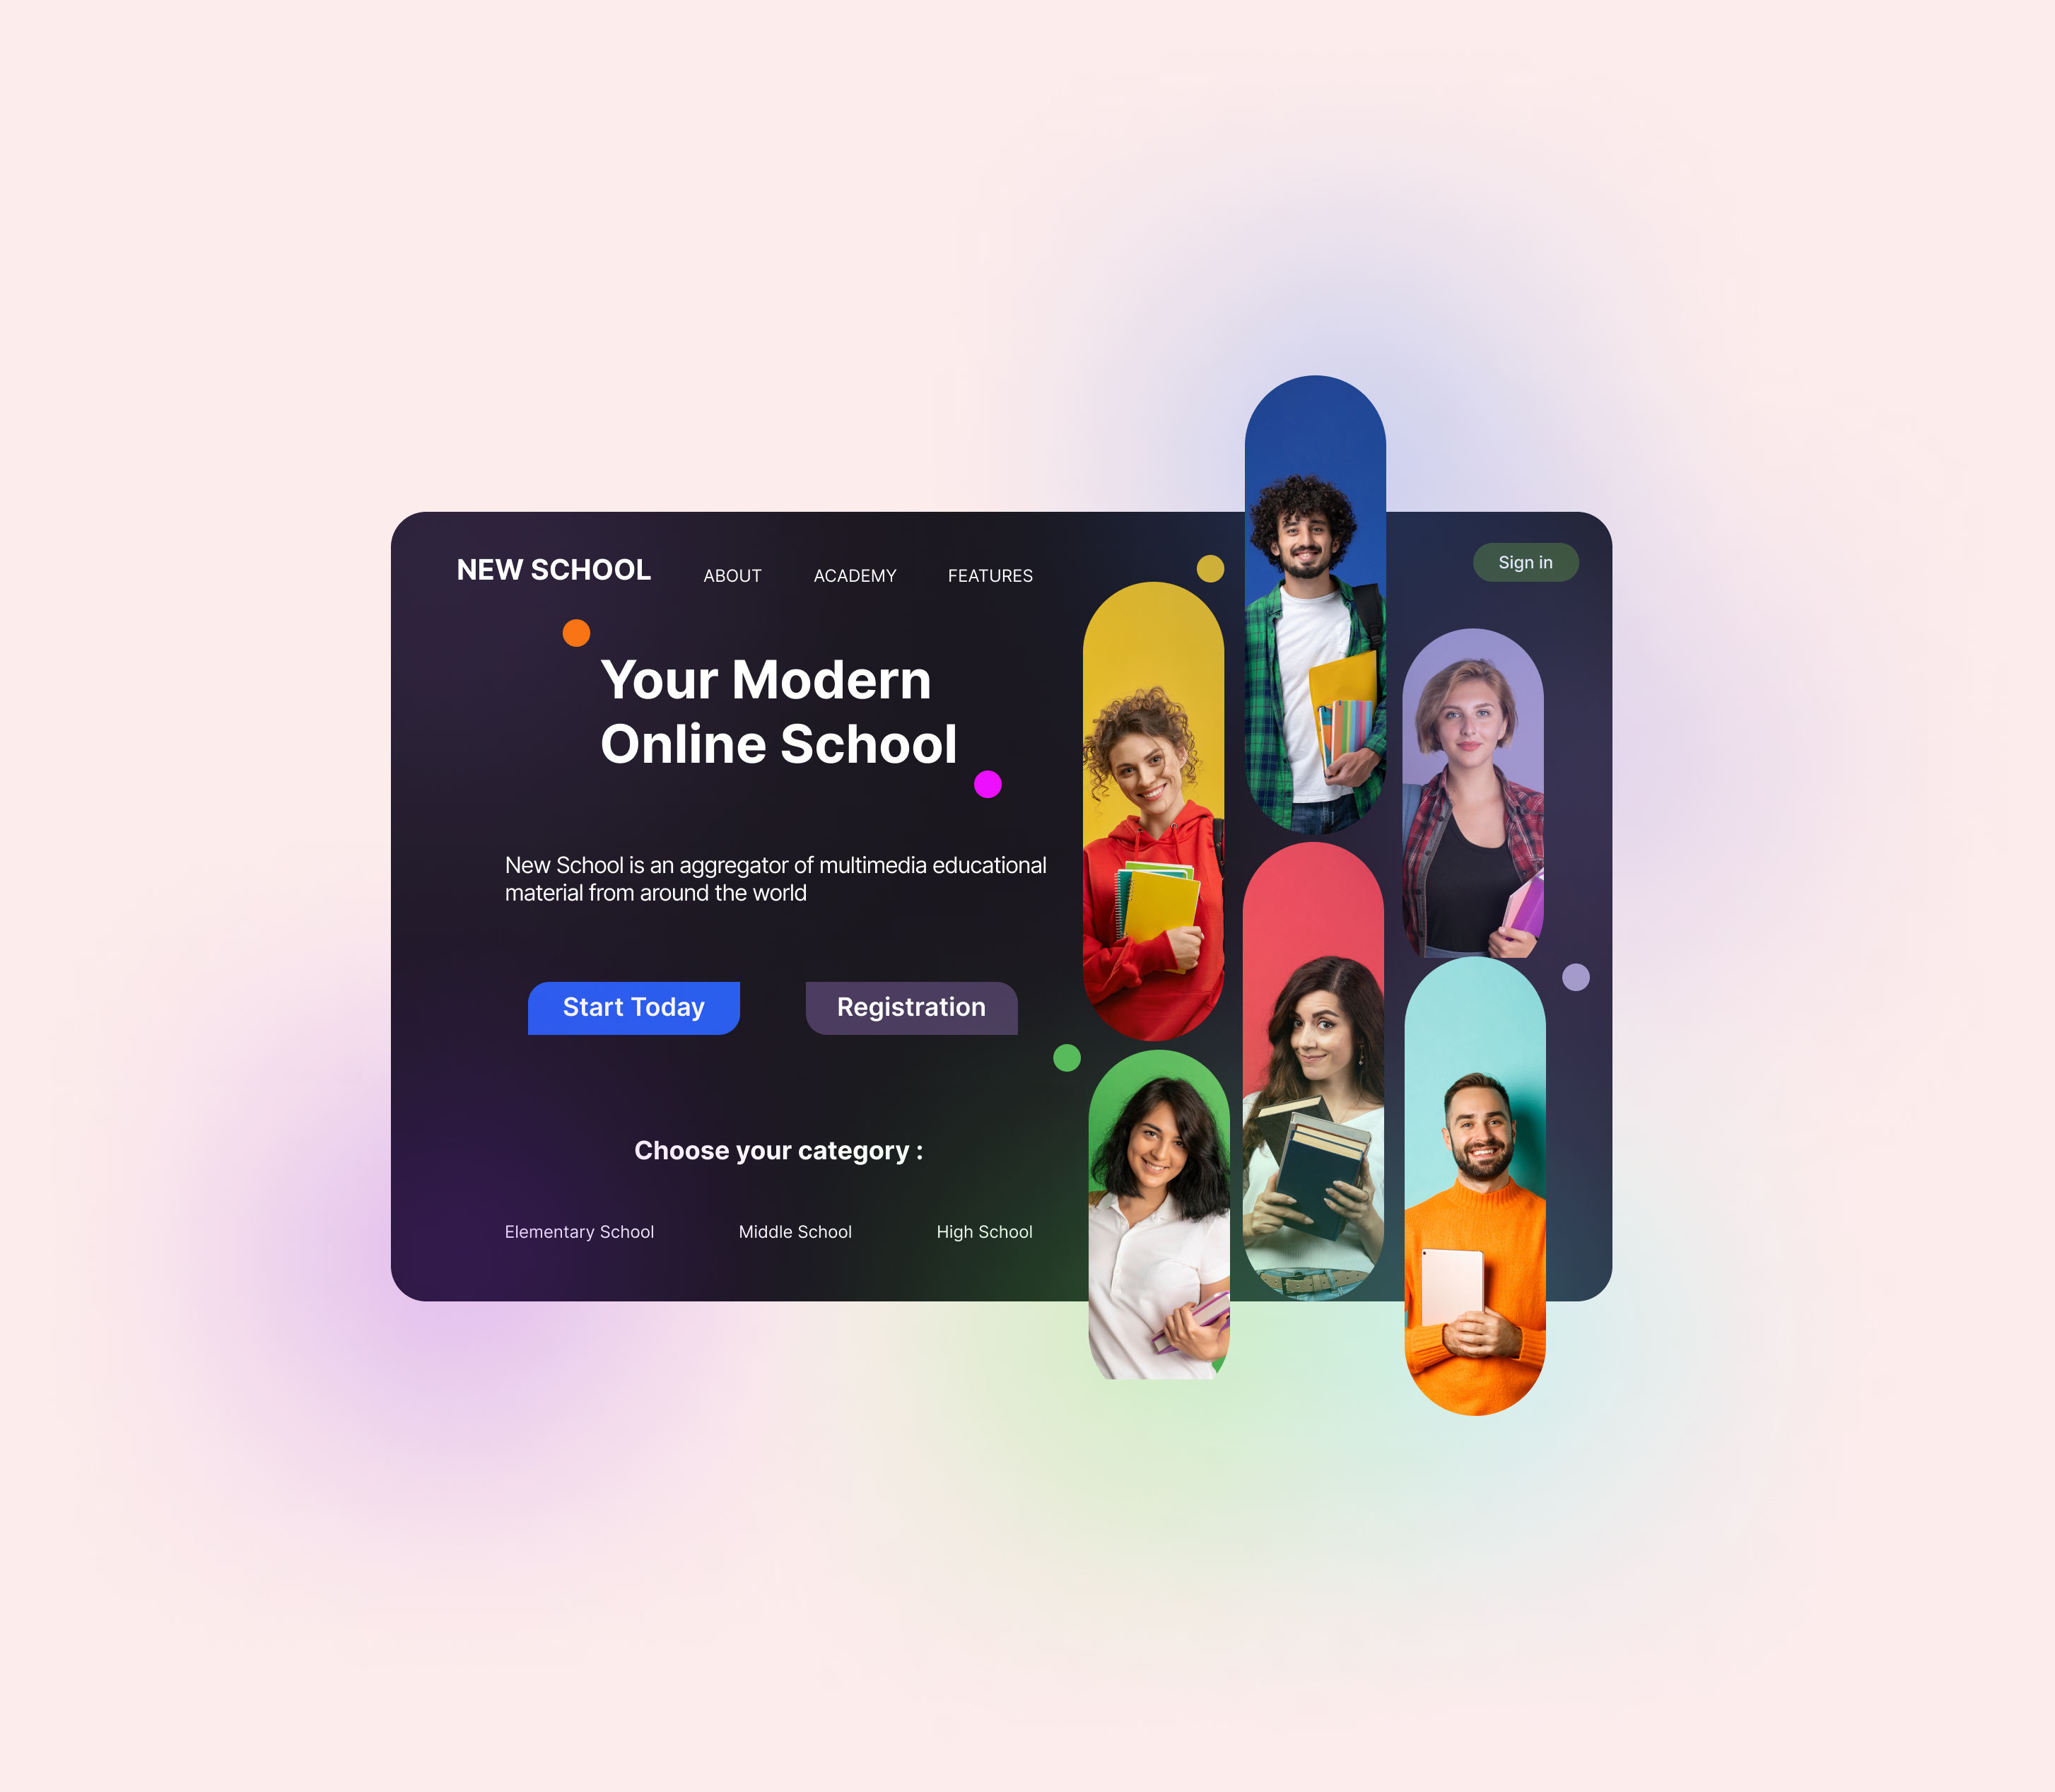 NEW SCHOOL
ABOUT
ACADEMY
FEATURES
Sign in
Your Modern
Online School
New School is an aggregator of multimedia educational
material from around the world
Start Today
Registration
Choose your category :
Elementary School
Middle School
High School